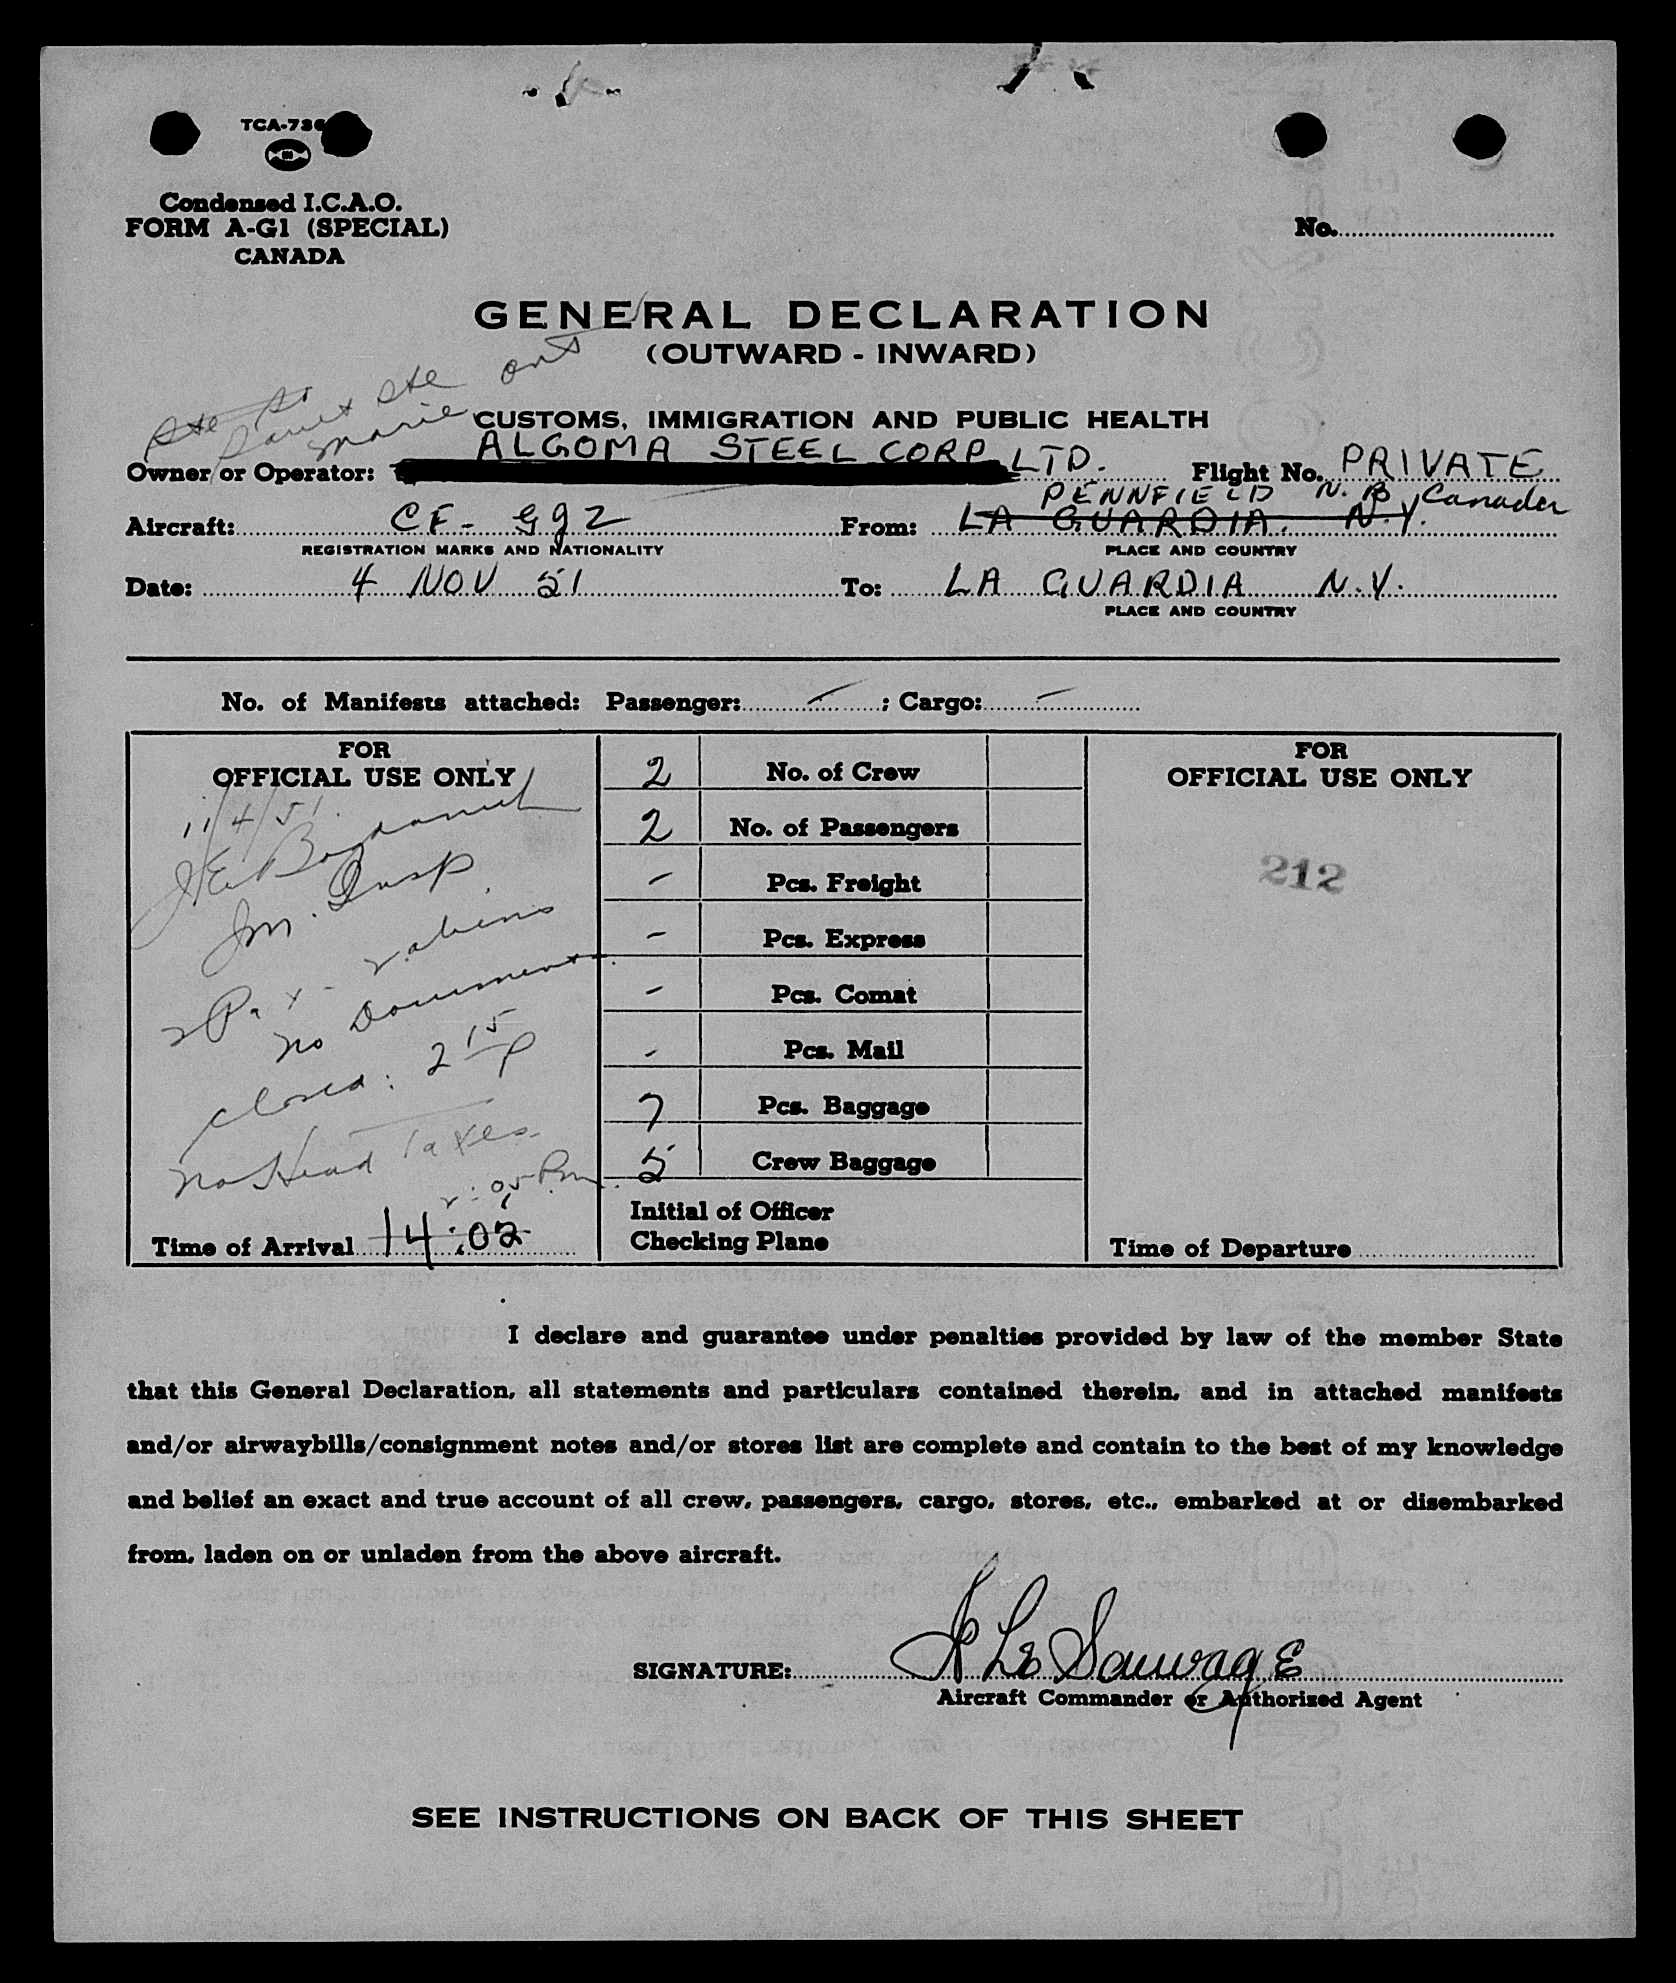 TCA-736
Condensed I.C.A.O.
FORM A-G1 (SPECIAL)
CANADA
No.
GENERAL DECLARATION
(OUTWARD - INWARD)
Sault Ste Marie Ont
CUSTOMS, IMMIGRATION AND PUBLIC HEALTH
Owner or Operator: ALGOMA STEEL CORP LTD. Flight No. PRIVATE
PENNFIELD N.B. Canada
Aircraft: CF-GGZ From: LA GUARDIA. N.Y.
REGISTRATION MARKS AND NATIONALITY PLACE AND COUNTRY
Date: 4 NOV 51 To: LA GUARDIA N.Y.
PLACE AND COUNTRY
No. of Manifests attached: Passenger: - ; Cargo: -
FOR
OFFICIAL USE ONLY
11/4/51
Im. Insp
2 Pax - 2 aliens
no Documents
closed: 2 15 P
No Head Taxes
2:05 Pm.
Time of Arrival 14:02
2 No. of Crew
2 No. of Passengers
- Pcs. Freight
- Pcs. Express
- Pcs. Comat
- Pcs. Mail
7 Pcs. Baggage
5 Crew Baggage
Initial of Officer
Checking Plane
FOR
OFFICIAL USE ONLY
212
Time of Departure
I declare and guarantee under penalties provided by law of the member State
that this General Declaration, all statements and particulars contained therein, and in attached manifests
and/or airwaybills/consignment notes and/or stores list are complete and contain to the best of my knowledge
and belief an exact and true account of all crew, passengers, cargo, stores, etc., embarked at or disembarked
from, laden on or unladen from the above aircraft.
SIGNATURE: Le Sauvage
Aircraft Commander or Authorized Agent
SEE INSTRUCTIONS ON BACK OF THIS SHEET